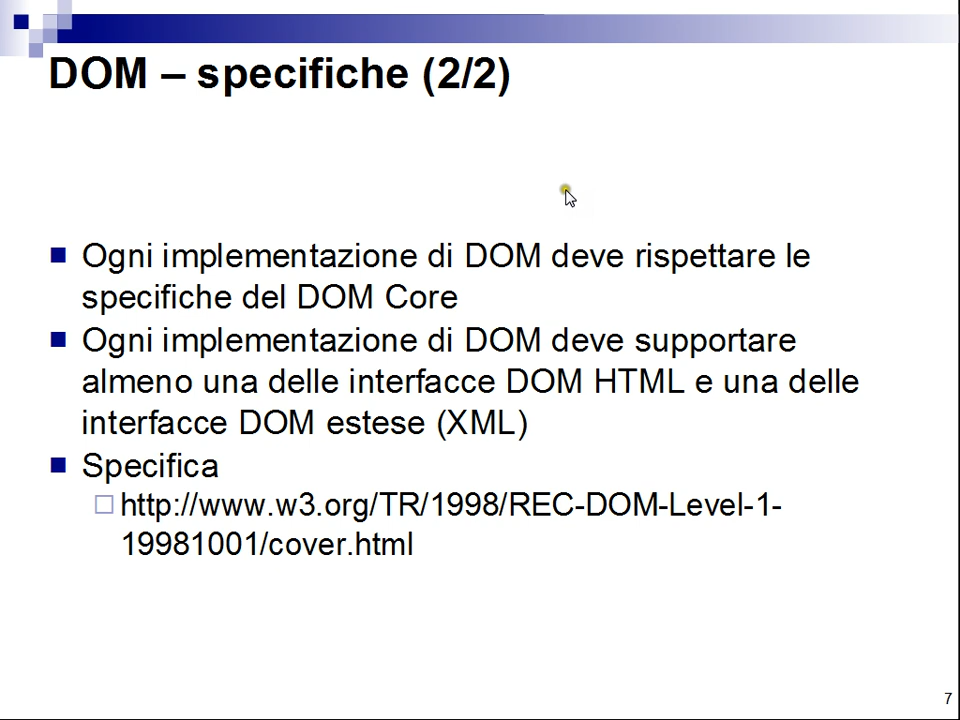 DOM – specifiche (2/2)
Ogni implementazione di DOM deve rispettare le
specifiche del DOM Core
Ogni implementazione di DOM deve supportare
almeno una delle interfacce DOM HTML e una delle
interfacce DOM estese (XML)
Specifica
http://www.w3.org/TR/1998/REC-DOM-Level-1-
19981001/cover.html
7